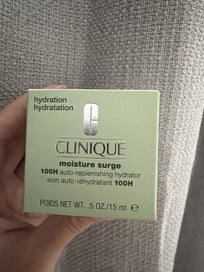 hydration
hydratation
CLINIQUE
moisture surge
100H auto-replenishing hydrator
soin auto-réhydratant 100H
POIDS NET WT. .5 OZ/15 ml ℮